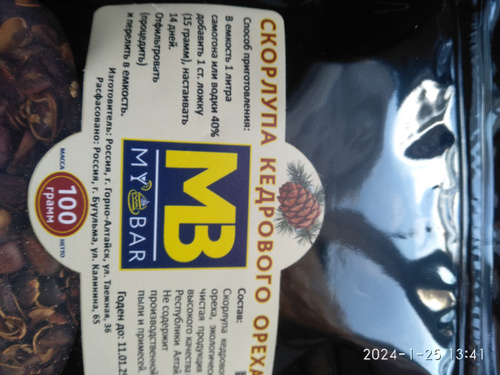 СКОРЛУПА КЕДРОВОГО ОРЕХА
Способ приготовления:
В емкость 1 литра
самогона или водки 40%
добавить 1 ст. ложку
(15 грамм), настаивать
14 дней.
Отфильтровать
(процедить)
и перелить в емкость.
MB
MY BAR
Состав:
Скорлупа кедрового
ореха, экологически
чистая продукция
высокого качества
Республики Алтай
Не содержит
производственной
пыли и примесей.
Годен до: 11.01.2
Изготовитель: Россия, г. Горно-Алтайск, ул. Таежная, 36
Расфасовано: Россия, г. Бугульма, ул. Калинина, 65
МАССА
100
грамм
НЕТТО
2024-1-25 13:41